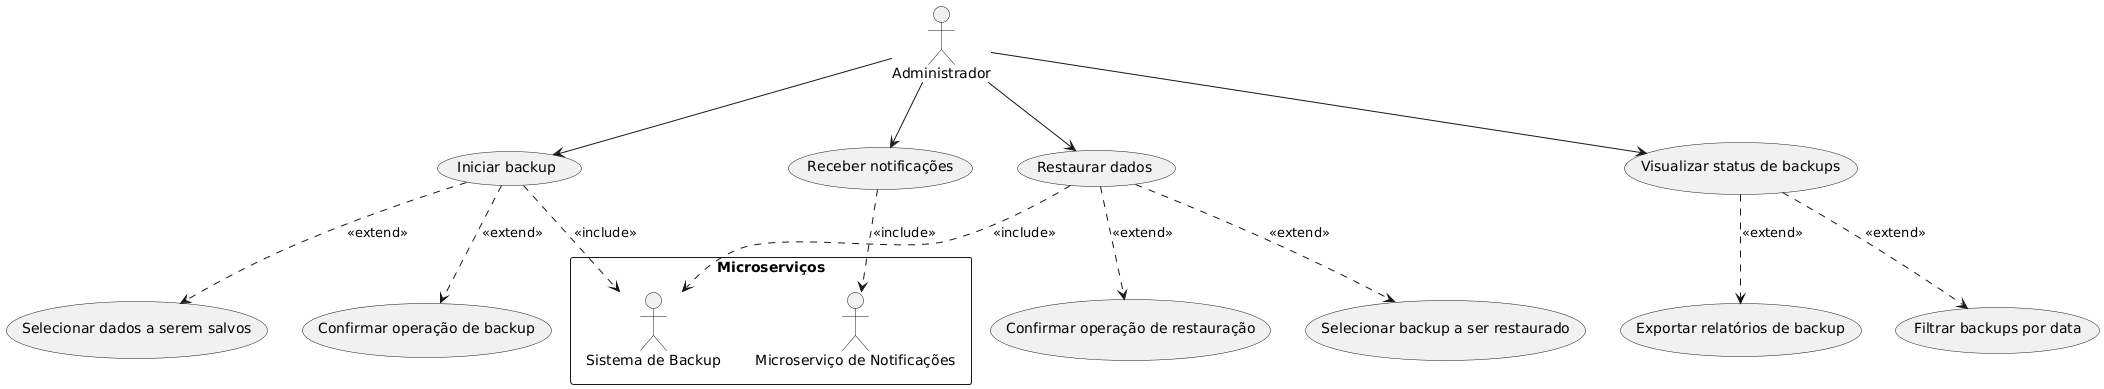 Administrador
Iniciar backup
Receber notificações
Restaurar dados
Visualizar status de backups
«extend»
«extend»
«include»
«include»
«include»
«extend»
«extend»
«extend»
«extend»
Microserviços
Selecionar dados a serem salvos
Confirmar operação de backup
Sistema de Backup
Microserviço de Notificações
Confirmar operação de restauração
Selecionar backup a ser restaurado
Exportar relatórios de backup
Filtrar backups por data